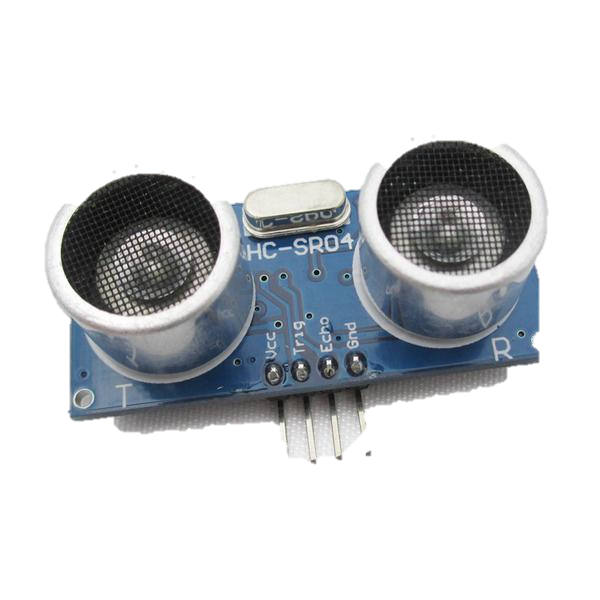 HC-SR04
Vcc
Trig
Echo
Gnd
T
R